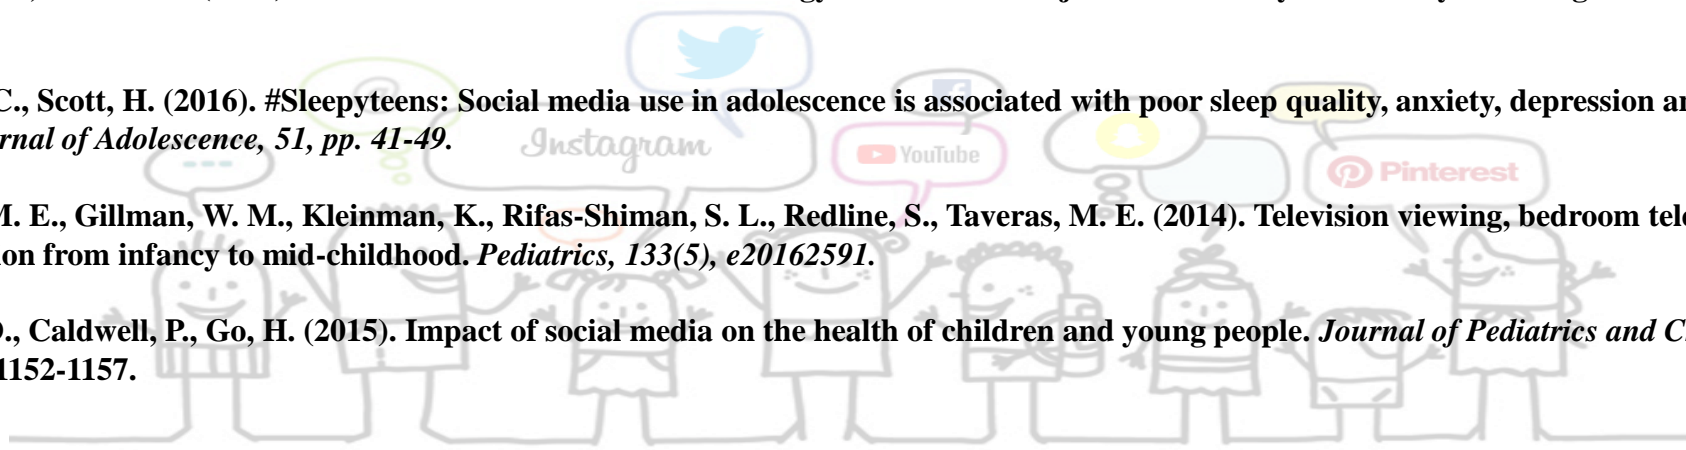 C., Scott, H. (2016). #Sleepyteens: Social media use in adolescence is associated with poor sleep quality, anxiety, depression
rnal of Adolescence, 51, pp. 41-49.
@
Instagram
YouTube
Pinterest
M. E., Gillman, W. M., Kleinman, K., Rifas-Shiman, S. L., Redline, S., Taveras, M. E. (2014). Television viewing, bedroom
ion from infancy to mid-childhood. Pediatrics, 133(5), e20162591.
Caldwell, P., Go, H. (2015). Impact of social media on the health of children and young people. Journal of Pediatrics and
1152-1157.